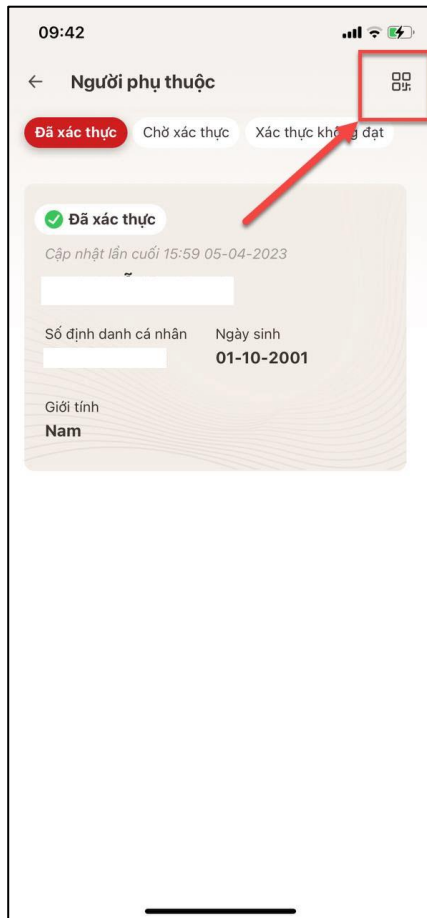 09:42
Người phụ thuộc
Đã xác thực Chờ xác thực Xác thực không đạt
Đã xác thực
Cập nhật lần cuối 15:59 05-04-2023
Số định danh cá nhân Ngày sinh
01-10-2001
Giới tính
Nam